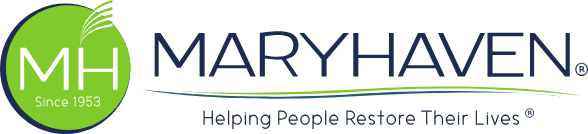 MH
Since 1953
MARYHAVEN®
Helping People Restore Their Lives®